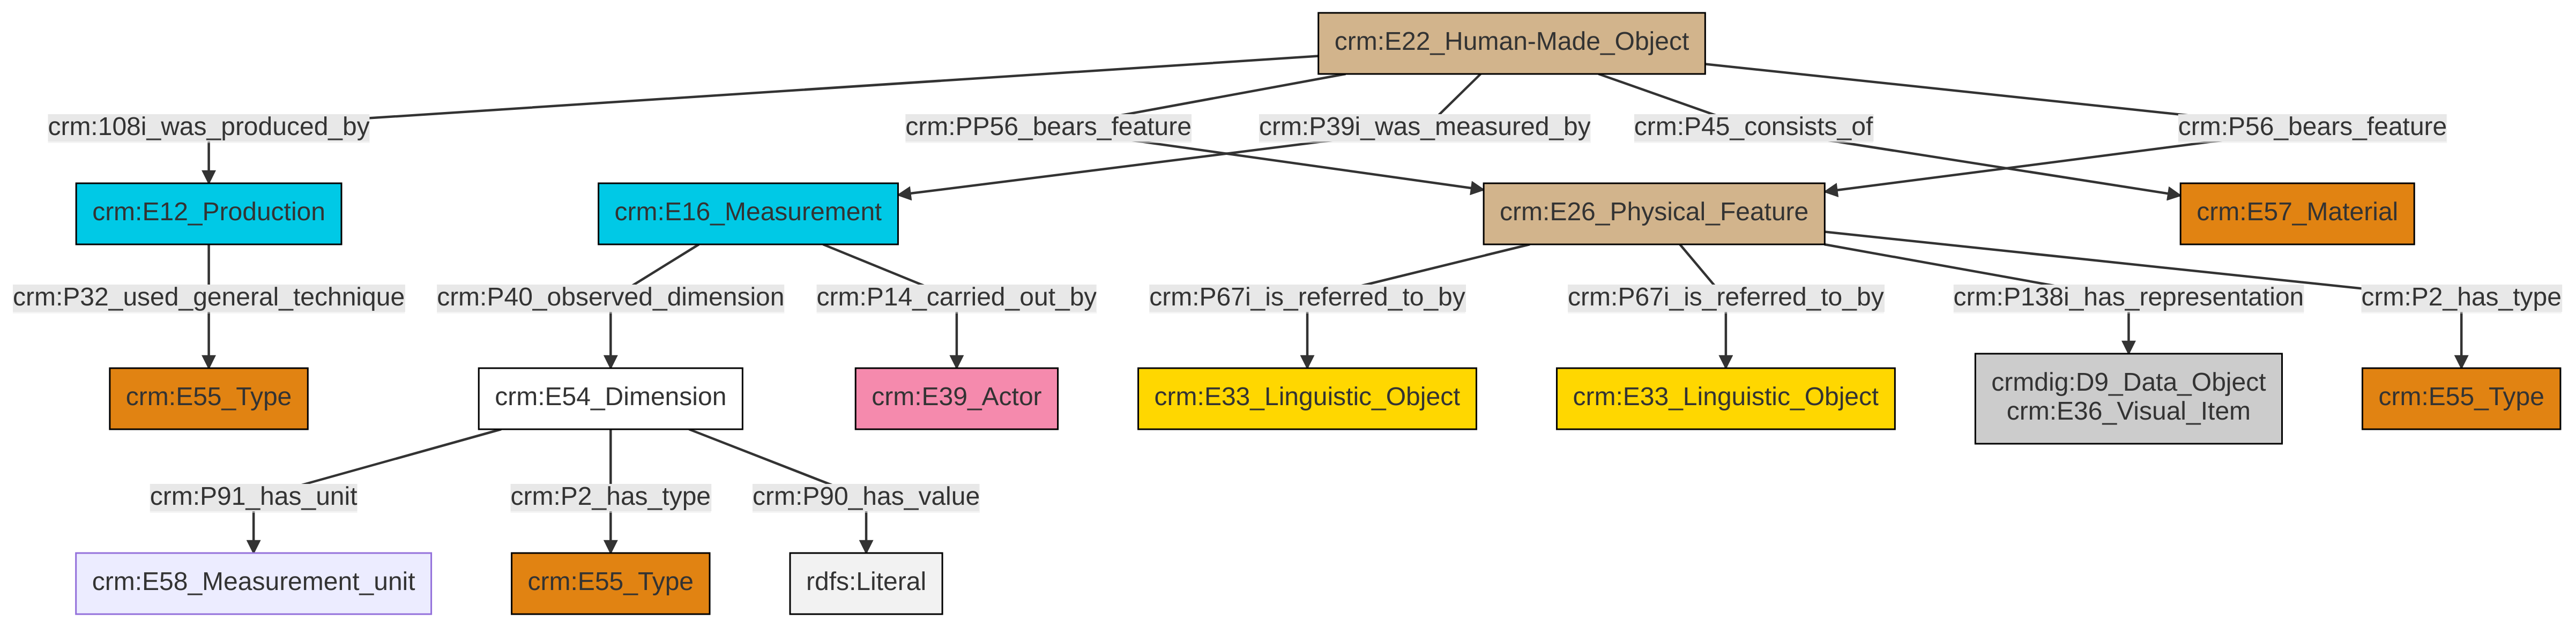 crm:E22_Human-Made_Object
crm:108i_was_produced_by
crm:PP56_bears_feature
crm:P39i_was_measured_by
crm:P45_consists_of
crm:P56_bears_feature
crm:E12_Production
crm:E16_Measurement
crm:E26_Physical_Feature
crm:E57_Material
crm:P32_used_general_technique
crm:P40_observed_dimension
crm:P14_carried_out_by
crm:P67i_is_referred_to_by
crm:P67i_is_referred_to_by
crm:P138i_has_representation
crm:P2_has_type
crm:E55_Type
crm:E54_Dimension
crm:E39_Actor
crm:E33_Linguistic_Object
crm:E33_Linguistic_Object
crmdig:D9_Data_Object
crm:E36_Visual_Item
crm:E55_Type
crm:P91_has_unit
crm:P2_has_type
crm:P90_has_value
crm:E58_Measurement_unit
crm:E55_Type
rdfs:Literal